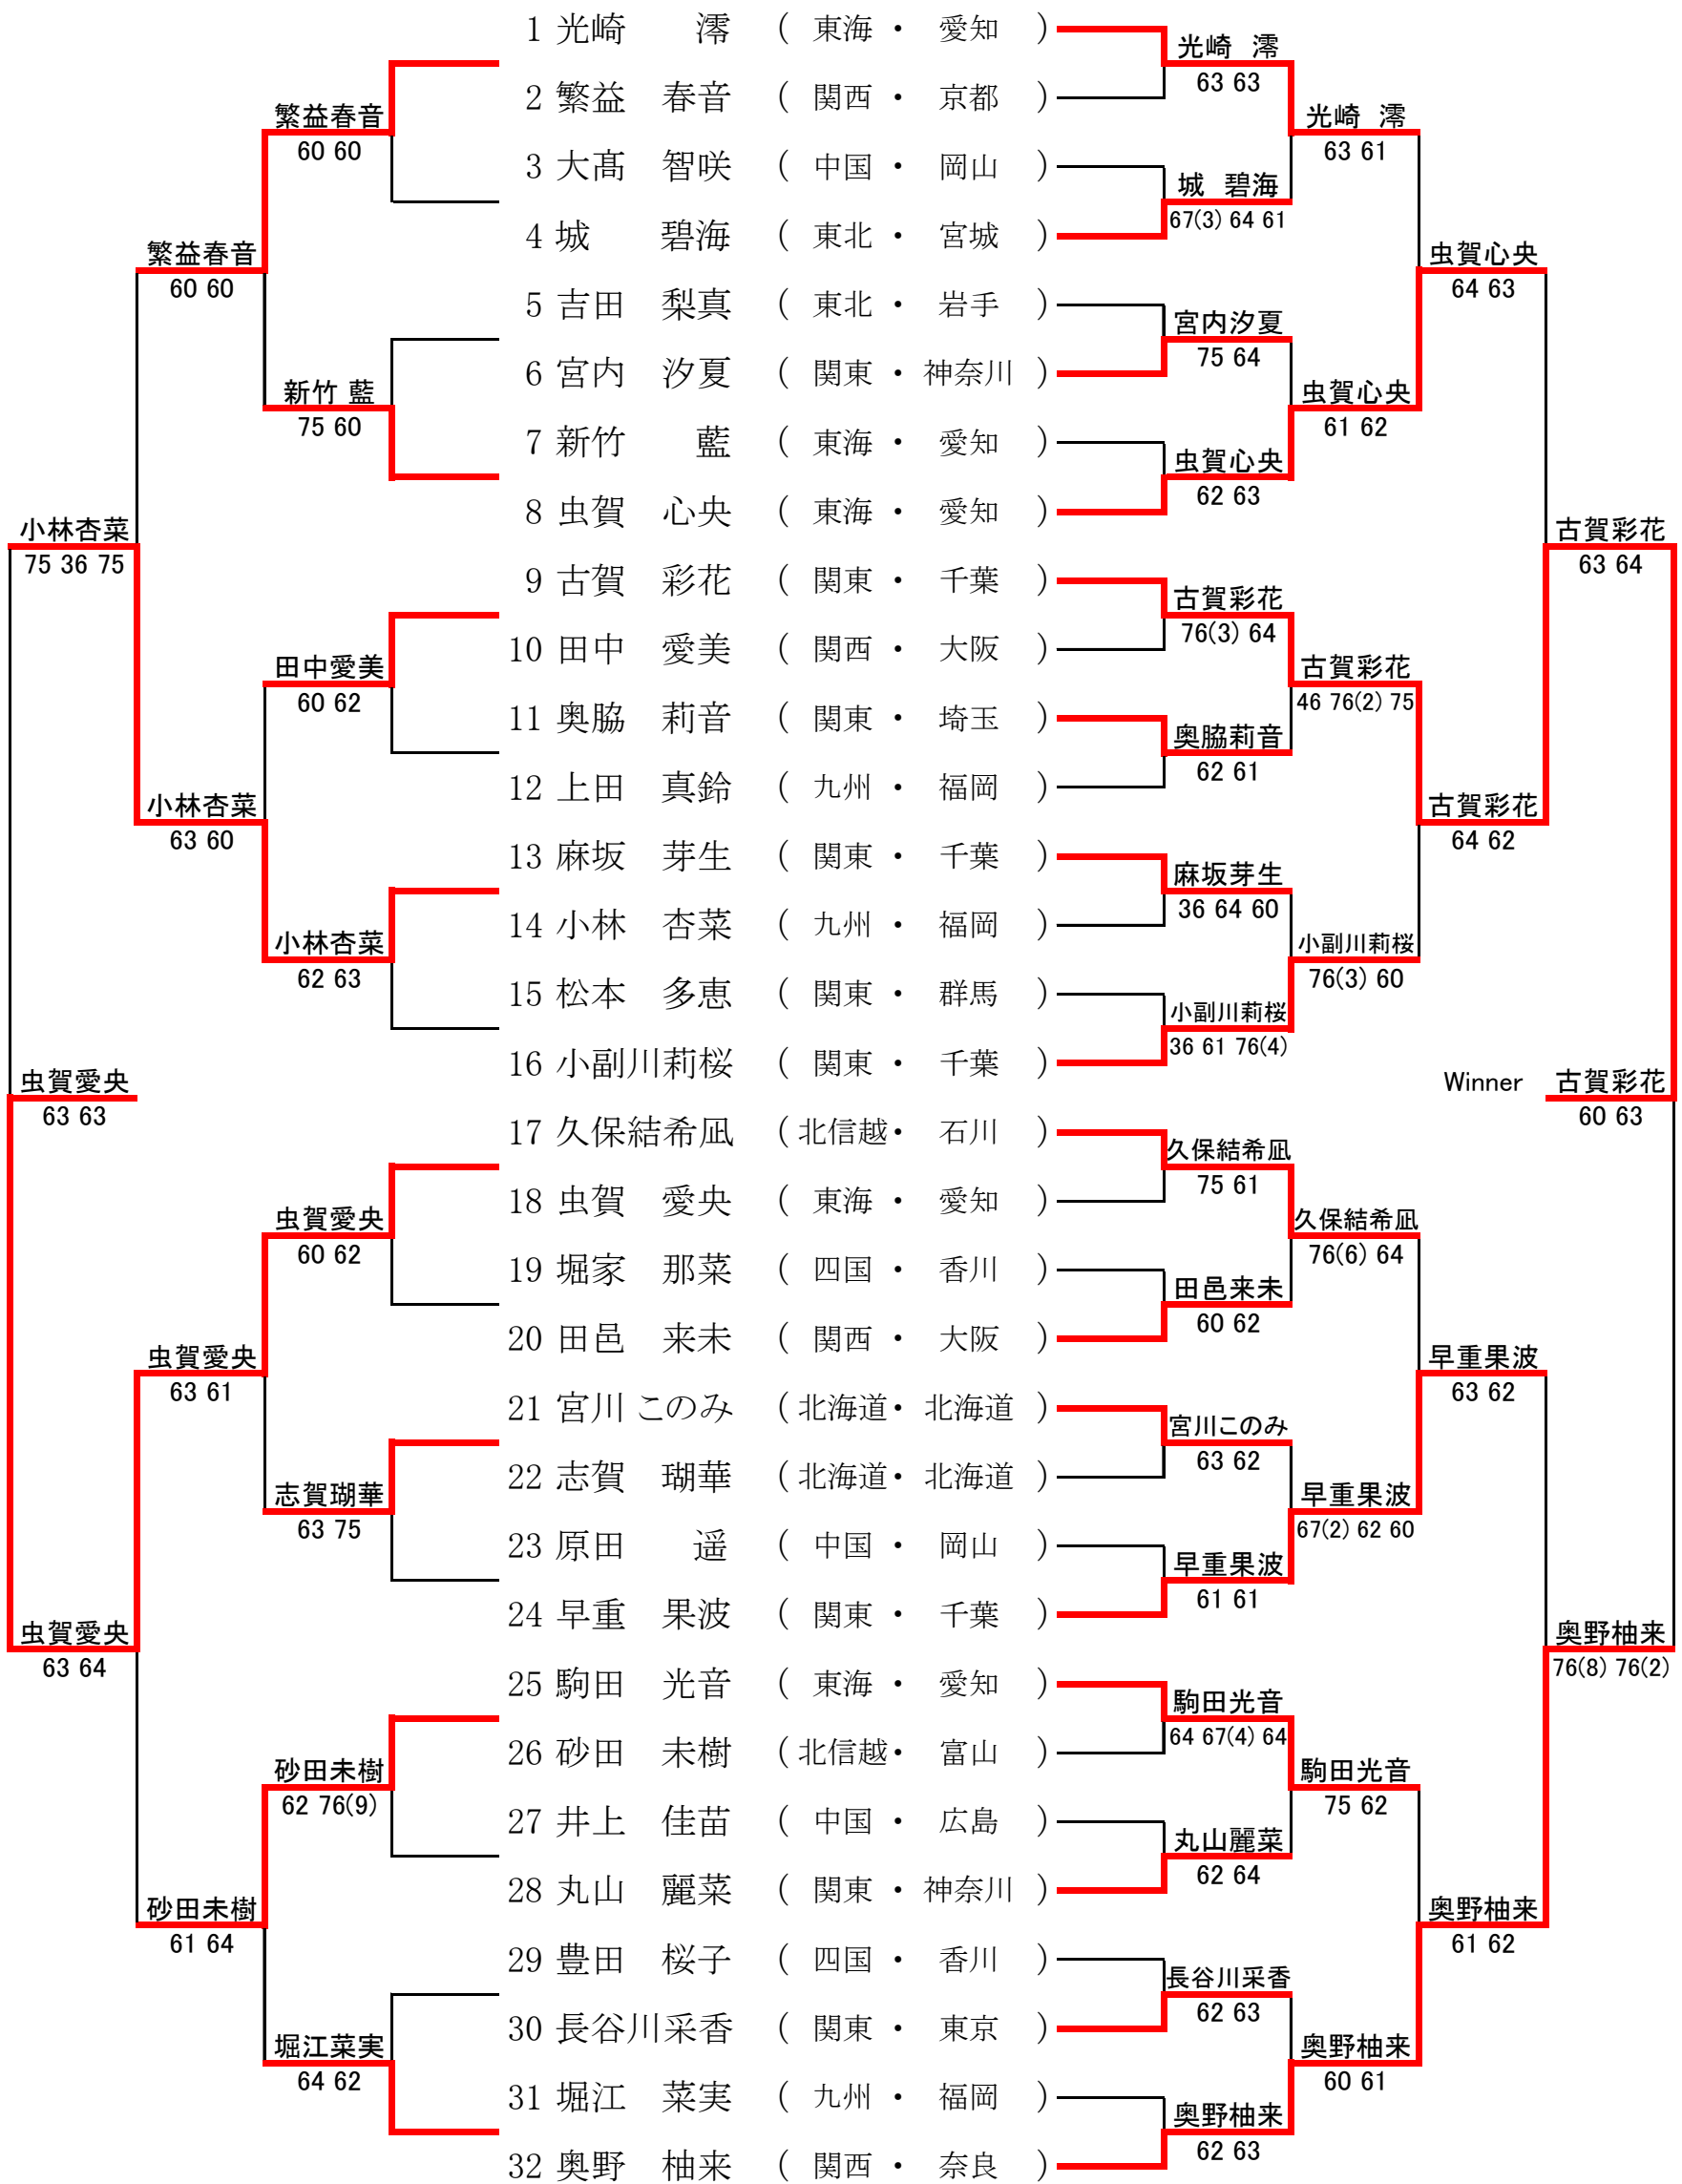 1 光崎　　澪 （ 東海 ・ 愛知 ）
光崎 澪
63 63
2 繁益　春音 （ 関西 ・ 京都 ）
繁益春音
60 60
光崎 澪
63 61
3 大髙　智咲 （ 中国 ・ 岡山 ）
城 碧海
67(3) 64 61
4 城　　碧海 （ 東北 ・ 宮城 ）
繁益春音
60 60
虫賀心央
64 63
5 吉田　梨真 （ 東北 ・ 岩手 ）
宮内汐夏
75 64
6 宮内　汐夏 （ 関東 ・ 神奈川 ）
新竹 藍
75 60
虫賀心央
61 62
7 新竹　　藍 （ 東海 ・ 愛知 ）
虫賀心央
62 63
8 虫賀　心央 （ 東海 ・ 愛知 ）
小林杏菜
75 36 75
古賀彩花
63 64
9 古賀　彩花 （ 関東 ・ 千葉 ）
古賀彩花
76(3) 64
10 田中　愛美 （ 関西 ・ 大阪 ）
田中愛美
60 62
古賀彩花
46 76(2) 75
11 奥脇　莉音 （ 関東 ・ 埼玉 ）
奥脇莉音
62 61
12 上田　真鈴 （ 九州 ・ 福岡 ）
小林杏菜
63 60
古賀彩花
64 62
13 麻坂　芽生 （ 関東 ・ 千葉 ）
麻坂芽生
36 64 60
14 小林　杏菜 （ 九州 ・ 福岡 ）
小林杏菜
62 63
小副川莉桜
76(3) 60
15 松本　多恵 （ 関東 ・ 群馬 ）
小副川莉桜
36 61 76(4)
16 小副川莉桜 （ 関東 ・ 千葉 ）
虫賀愛央
63 63
Winner 古賀彩花
60 63
17 久保結希凪 （ 北信越 ・ 石川 ）
久保結希凪
75 61
18 虫賀　愛央 （ 東海 ・ 愛知 ）
虫賀愛央
60 62
久保結希凪
76(6) 64
19 堀家　那菜 （ 四国 ・ 香川 ）
田邑来未
60 62
20 田邑　来未 （ 関西 ・ 大阪 ）
虫賀愛央
63 61
早重果波
63 62
21 宮川 このみ （ 北海道 ・ 北海道 ）
宮川このみ
63 62
22 志賀　瑚華 （ 北海道 ・ 北海道 ）
志賀瑚華
63 75
早重果波
67(2) 62 60
23 原田　　遥 （ 中国 ・ 岡山 ）
早重果波
61 61
24 早重　果波 （ 関東 ・ 千葉 ）
虫賀愛央
63 64
奥野柚来
76(8) 76(2)
25 駒田　光音 （ 東海 ・ 愛知 ）
駒田光音
64 67(4) 64
26 砂田　未樹 （ 北信越 ・ 富山 ）
砂田未樹
62 76(9)
駒田光音
75 62
27 井上　佳苗 （ 中国 ・ 広島 ）
丸山麗菜
62 64
28 丸山　麗菜 （ 関東 ・ 神奈川 ）
砂田未樹
61 64
奥野柚来
61 62
29 豊田　桜子 （ 四国 ・ 香川 ）
長谷川采香
62 63
30 長谷川采香 （ 関東 ・ 東京 ）
堀江菜実
64 62
奥野柚来
60 61
31 堀江　菜実 （ 九州 ・ 福岡 ）
奥野柚来
62 63
32 奥野　柚来 （ 関西 ・ 奈良 ）